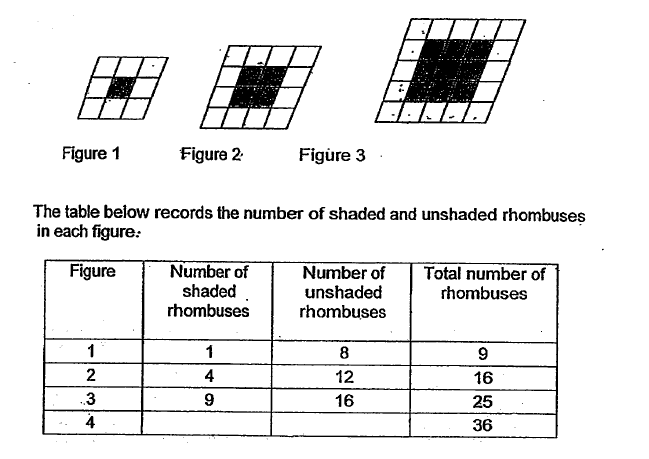 Figure 1 Figure 2 Figure 3
The table below records the number of shaded and unshaded rhombuses
in each figure:
Figure Number of shaded rhombuses Number of unshaded rhombuses Total number of rhombuses
1 1 8 9
2 4 12 16
3 9 16 25
4 36